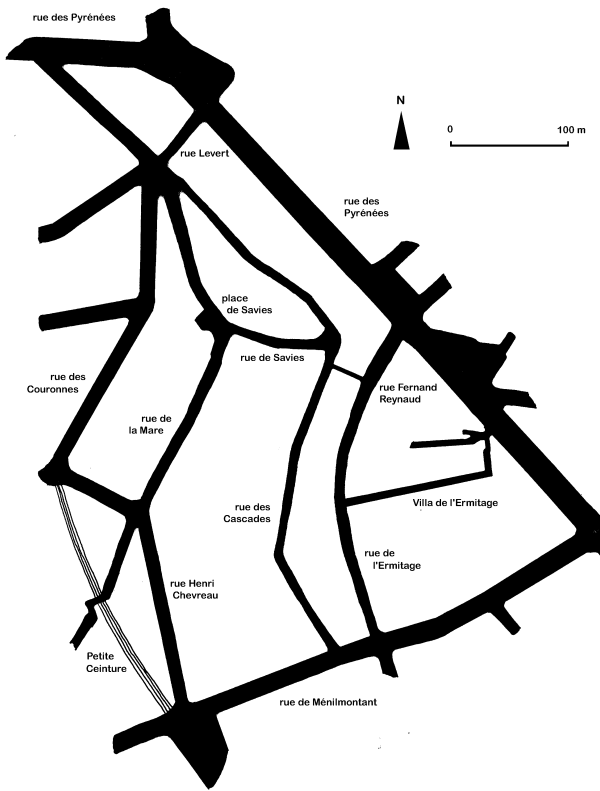 rue des Pyrénées
N
0
100 m
rue Levert
rue des
Pyrénées
place
de Savies
rue de Savies
rue des
Couronnes
rue Fernand
Reynaud
rue de
la Mare
Villa de l'Ermitage
rue des
Cascades
rue de
l'Ermitage
rue Henri
Chevreau
Petite
Ceinture
rue de Ménilmontant